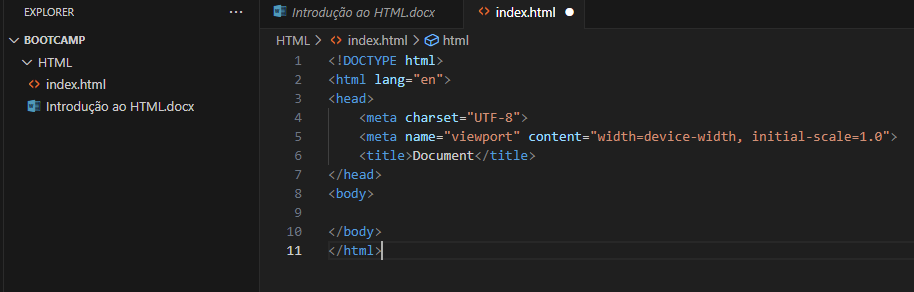 EXPLORER ...
BOOTCAMP
HTML
index.html
Introdução ao HTML.docx
Introdução ao HTML.docx index.html
HTML > index.html > html
1 <!DOCTYPE html>
2 <html lang="en">
3 <head>
4     <meta charset="UTF-8">
5     <meta name="viewport" content="width=device-width, initial-scale=1.0">
6     <title>Document</title>
7 </head>
8 <body>
9
10 </body>
11 </html>